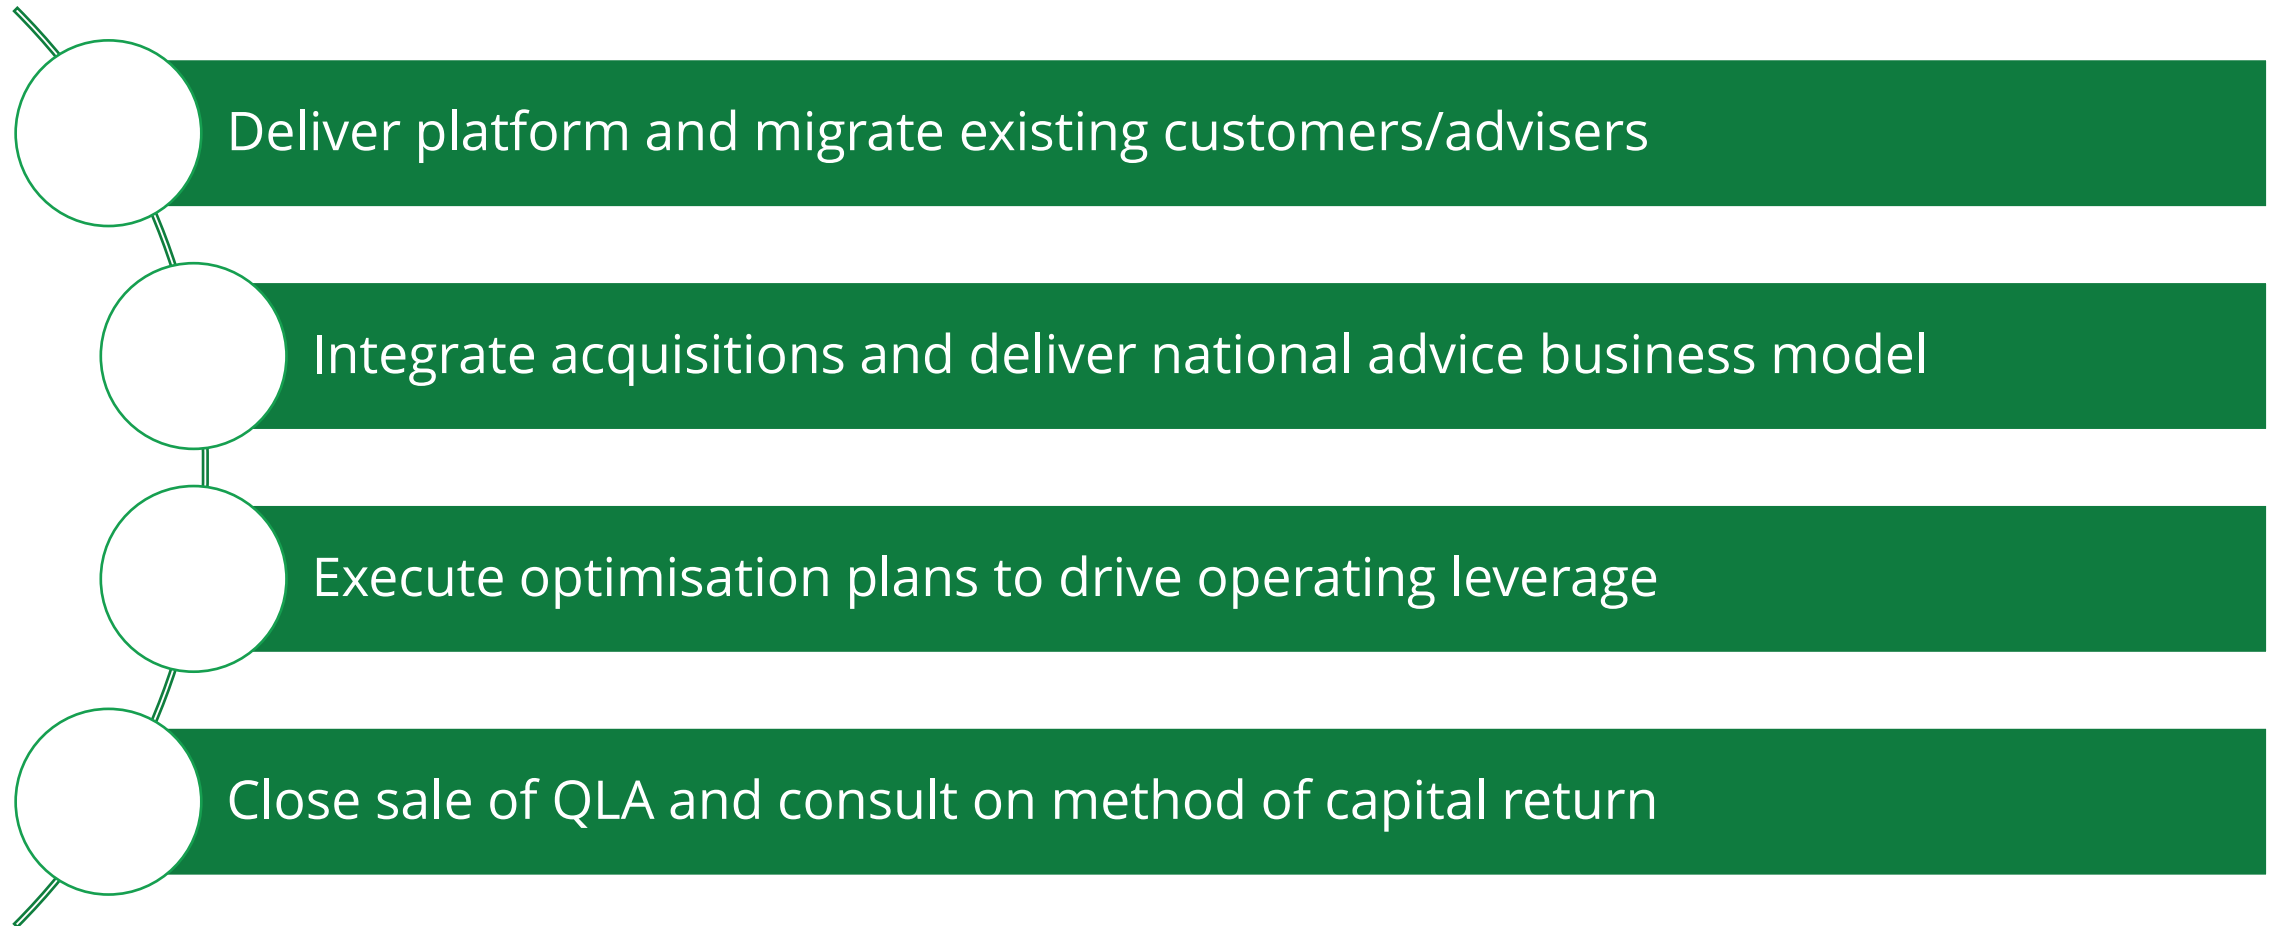 Deliver platform and migrate existing customers/advisers
Integrate acquisitions and deliver national advice business model
Execute optimisation plans to drive operating leverage
Close sale of QLA and consult on method of capital return